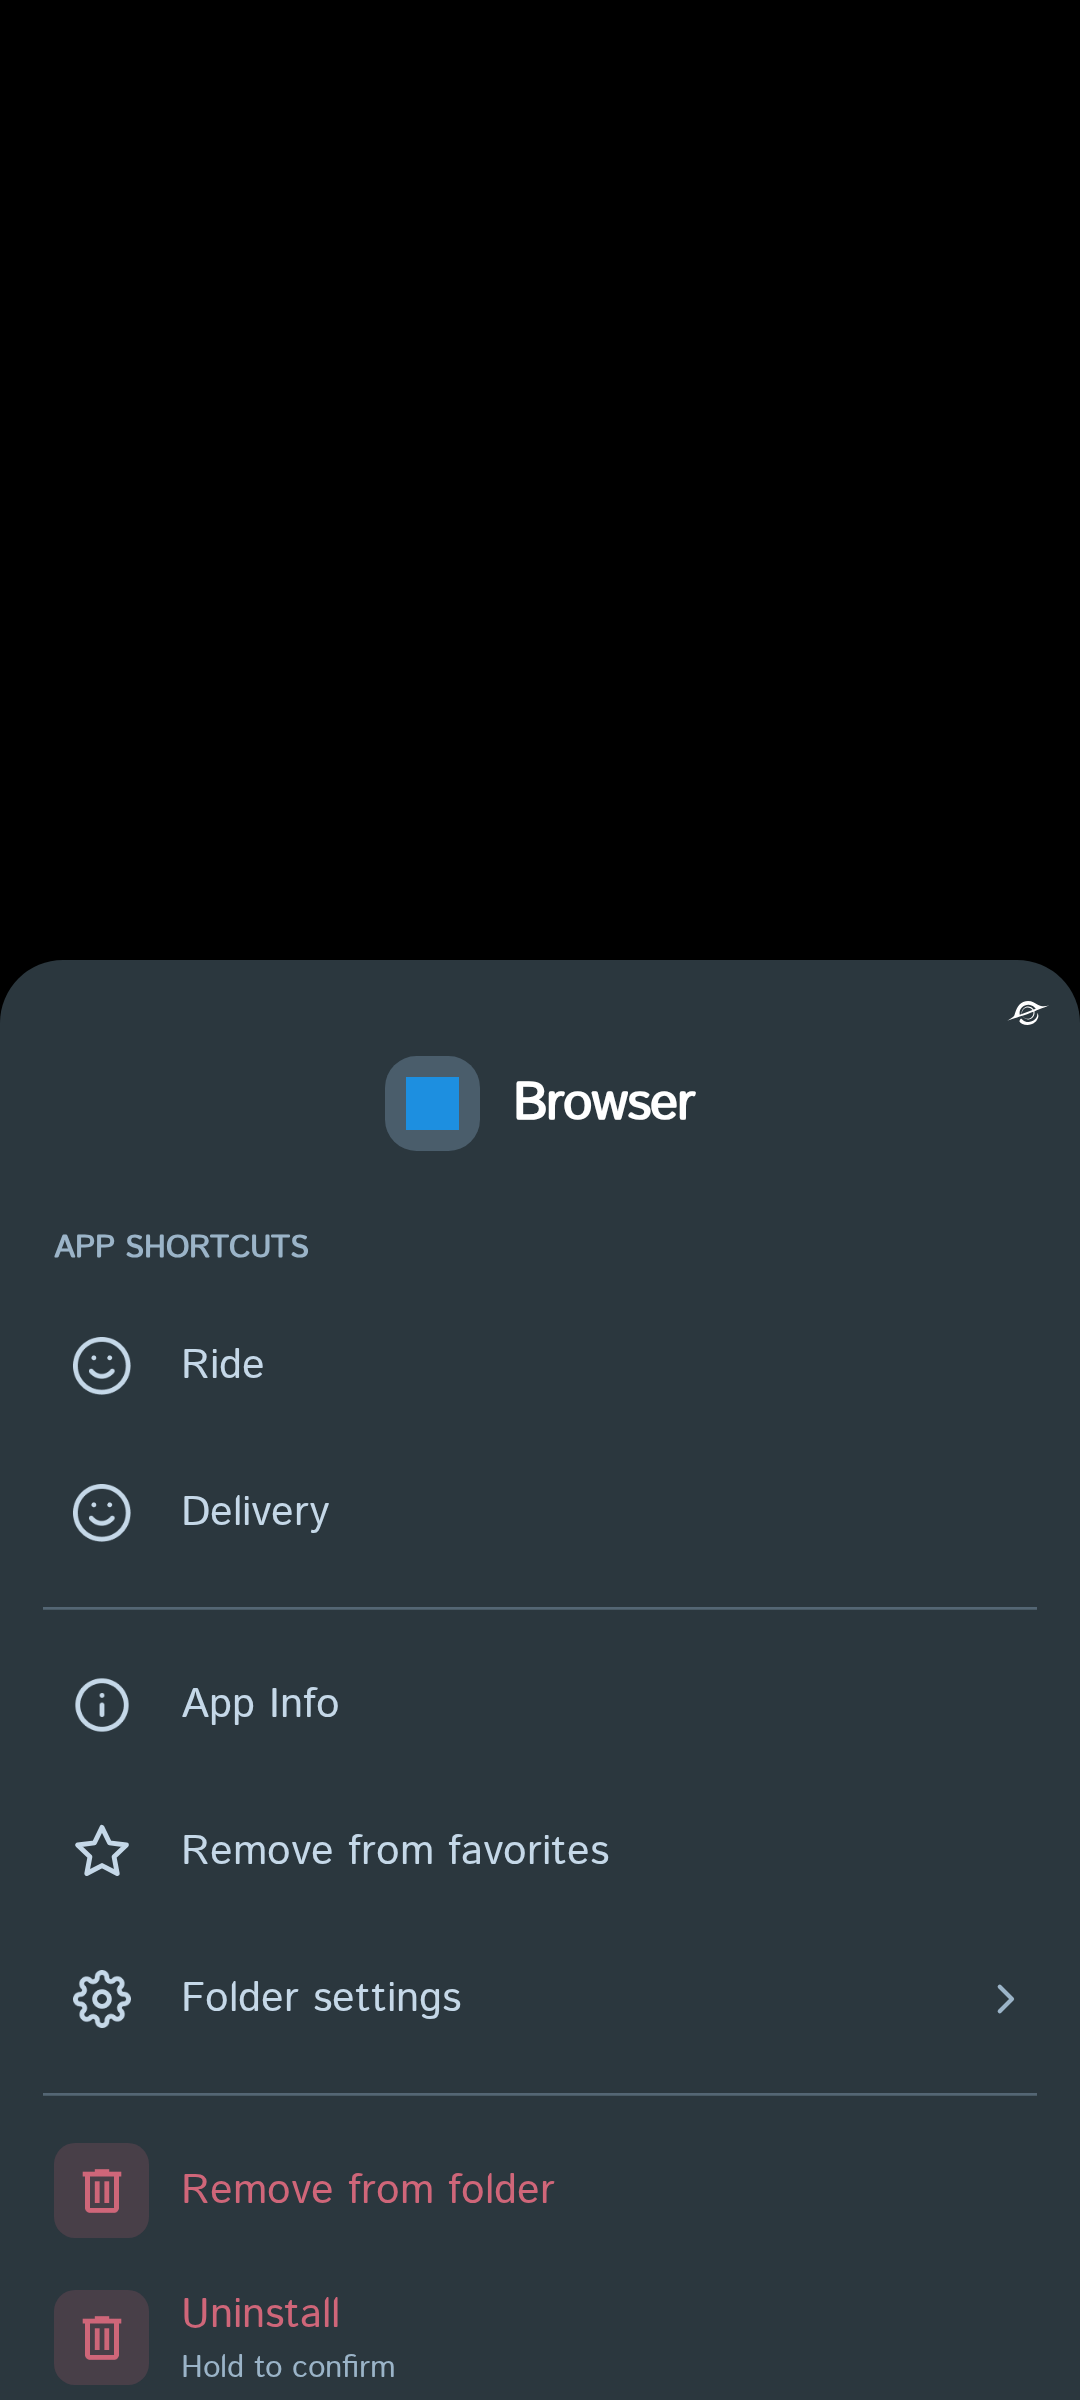 Browser
APP SHORTCUTS
Ride
Delivery
App Info
Remove from favorites
Folder settings
Remove from folder
Uninstall
Hold to confirm